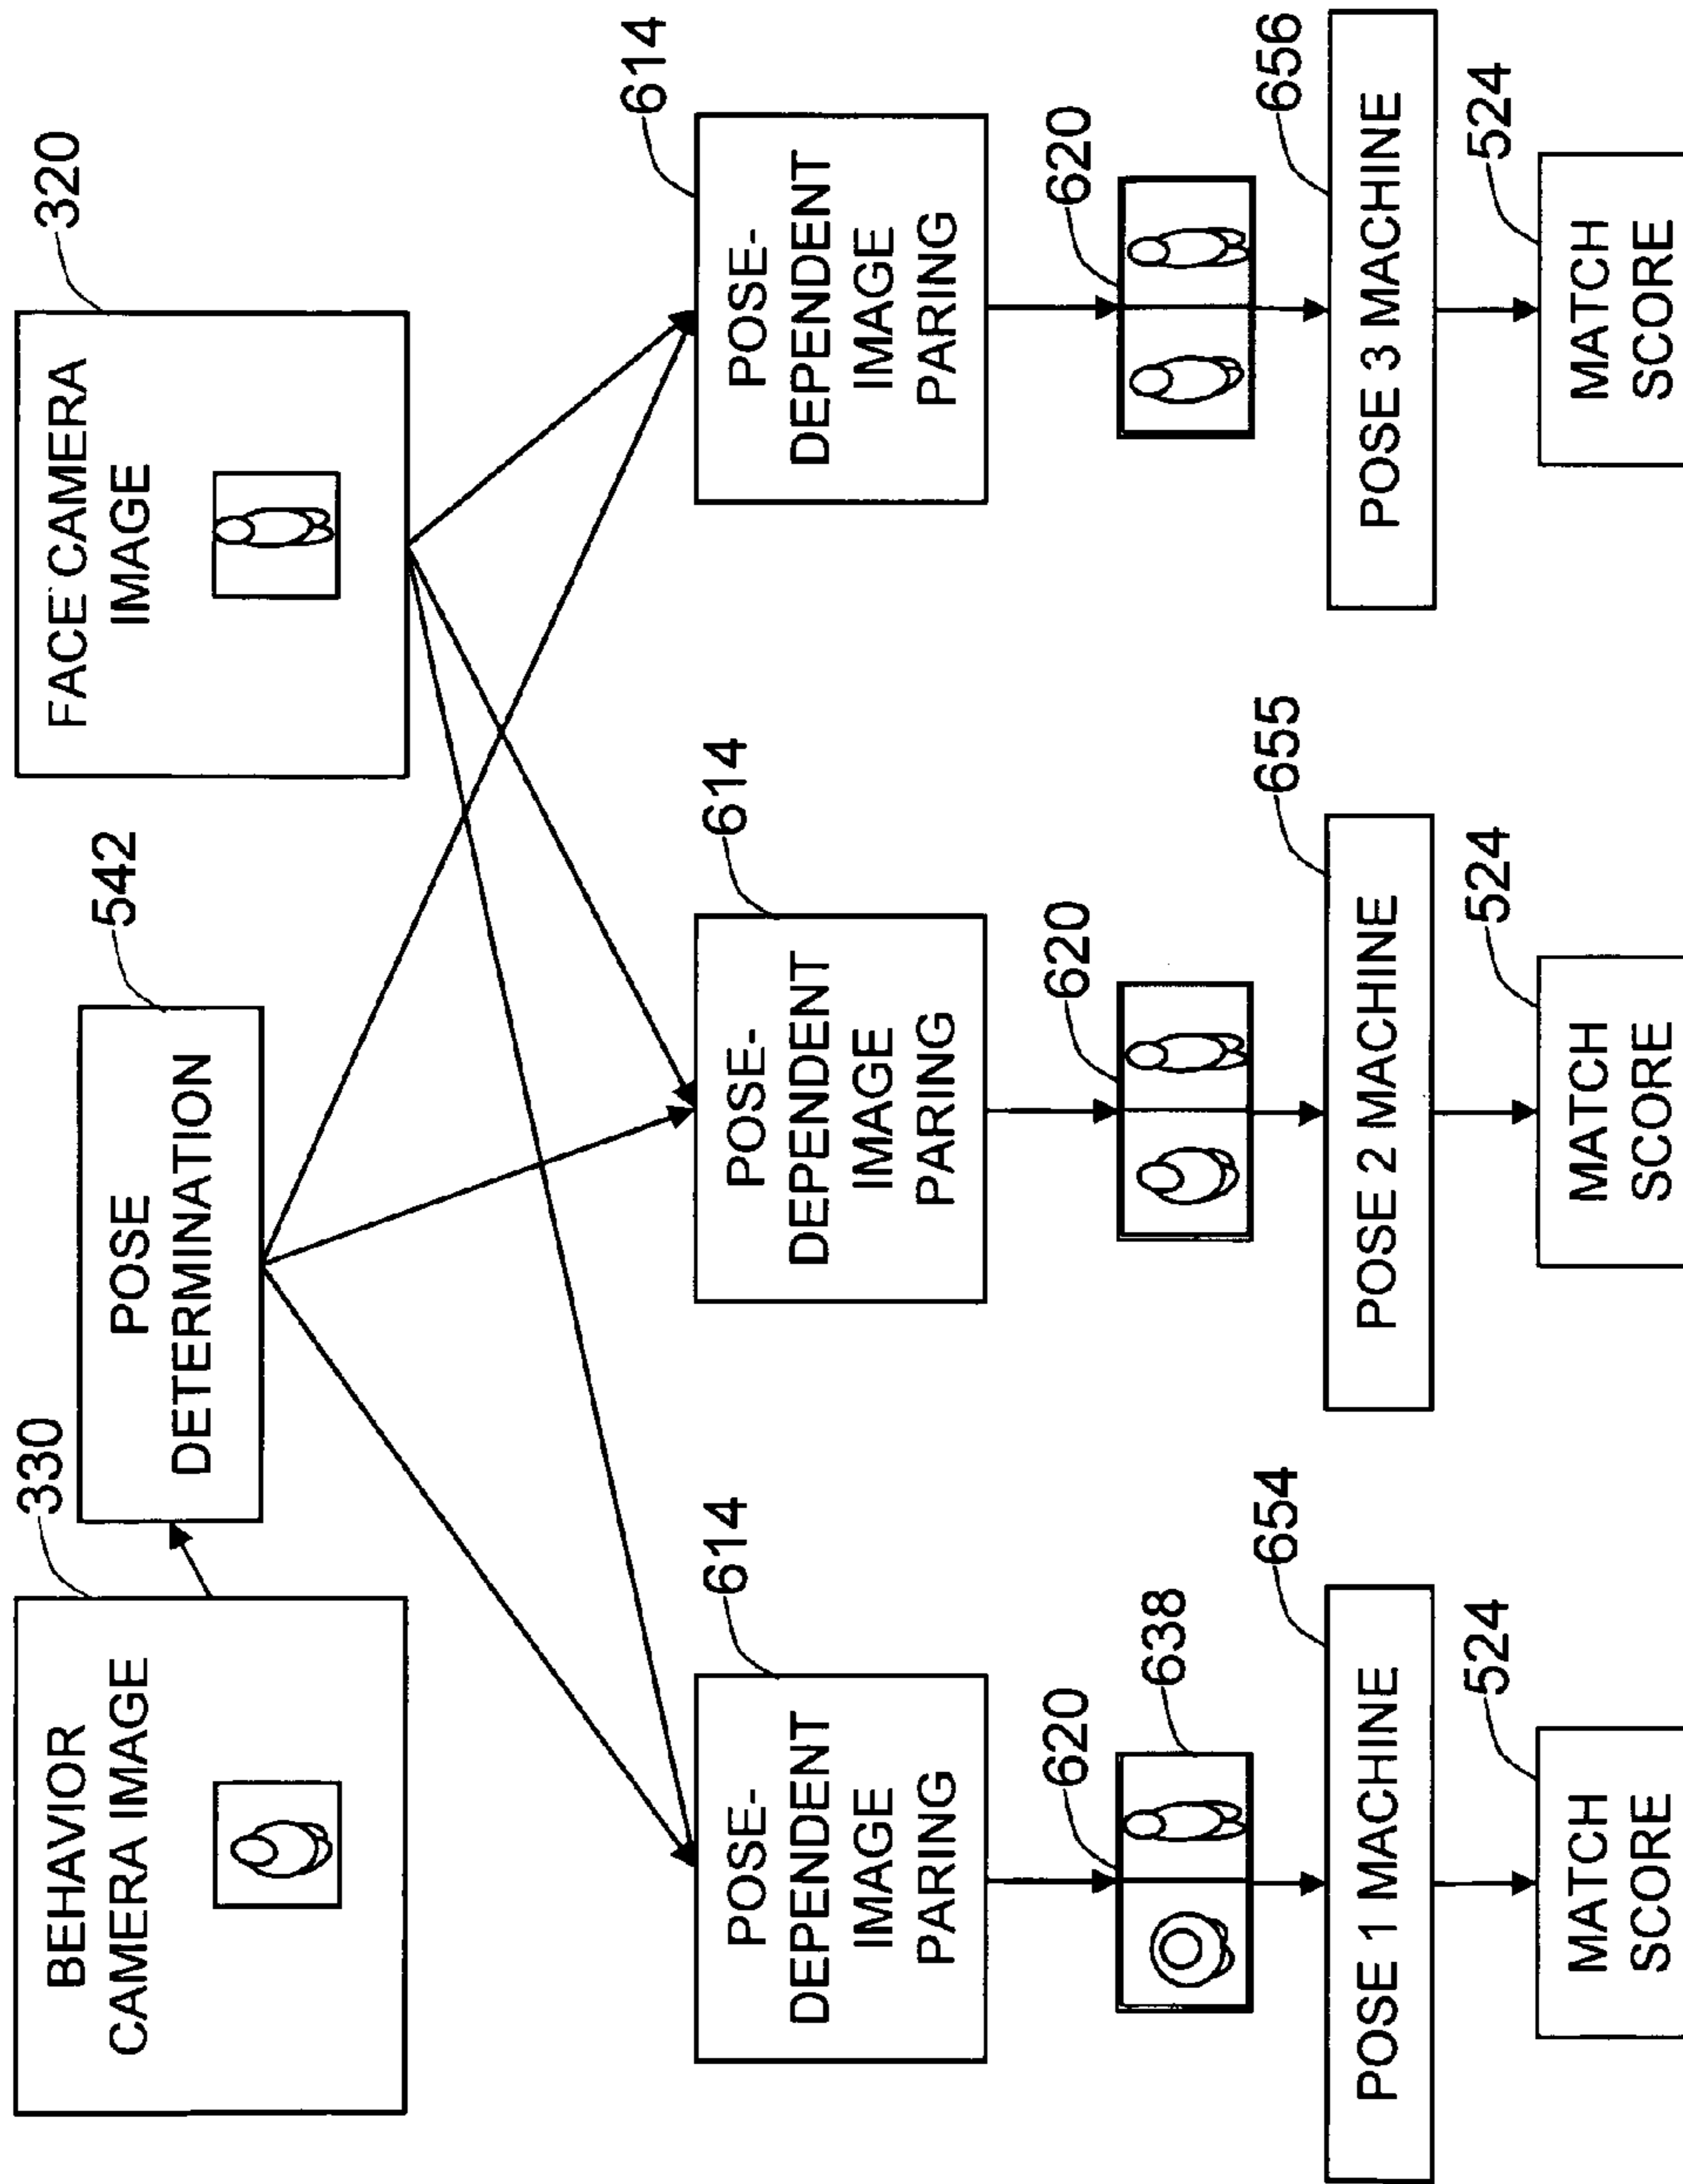 330
BEHAVIOR
CAMERA IMAGE
542
POSE
DETERMINATION
320
FACE CAMERA
IMAGE
614
POSE-
DEPENDENT
IMAGE
PARING
614
POSE-
DEPENDENT
IMAGE
PARING
614
POSE-
DEPENDENT
IMAGE
PARING
620
638
620
620
654
POSE 1 MACHINE
655
POSE 2 MACHINE
656
POSE 3 MACHINE
524
MATCH
SCORE
524
MATCH
SCORE
524
MATCH
SCORE